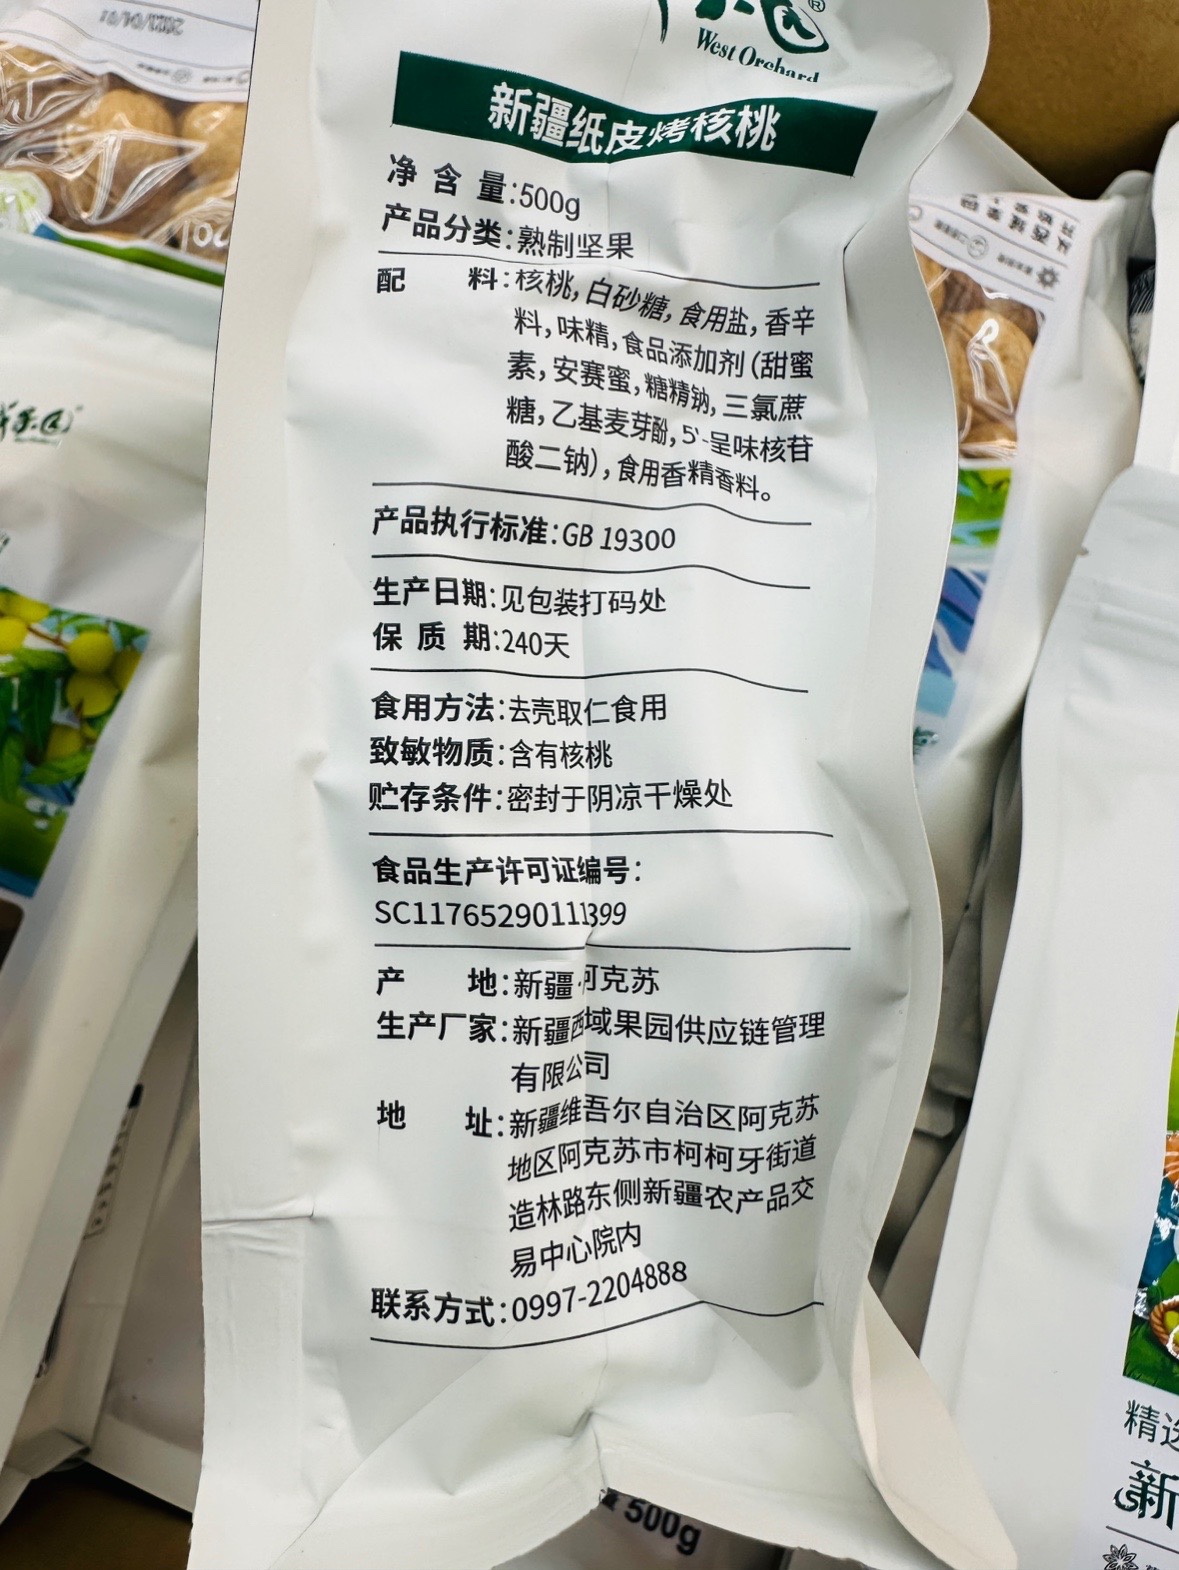 West Orchard
新疆纸皮烤核桃
净含量:500g
产品分类:熟制坚果
配料:核桃,白砂糖,食用盐,香辛
料,味精,食品添加剂(甜蜜
素,安赛蜜,糖精钠,三氯蔗
糖,乙基麦芽酚,5'-呈味核苷
酸二钠),食用香精香料。
产品执行标准:GB 19300
生产日期:见包装打码处
保质期:240天
食用方法:去壳取仁食用
致敏物质:含有核桃
贮存条件:密封于阴凉干燥处
食品生产许可证编号:
SC11765290111399
产地:新疆·阿克苏
生产厂家:新疆西域果园供应链管理
有限公司
地址:新疆维吾尔自治区阿克苏
地区阿克苏市柯柯牙街道
造林路东侧新疆农产品交
易中心院内
联系方式:0997-2204888
500g
精选
新